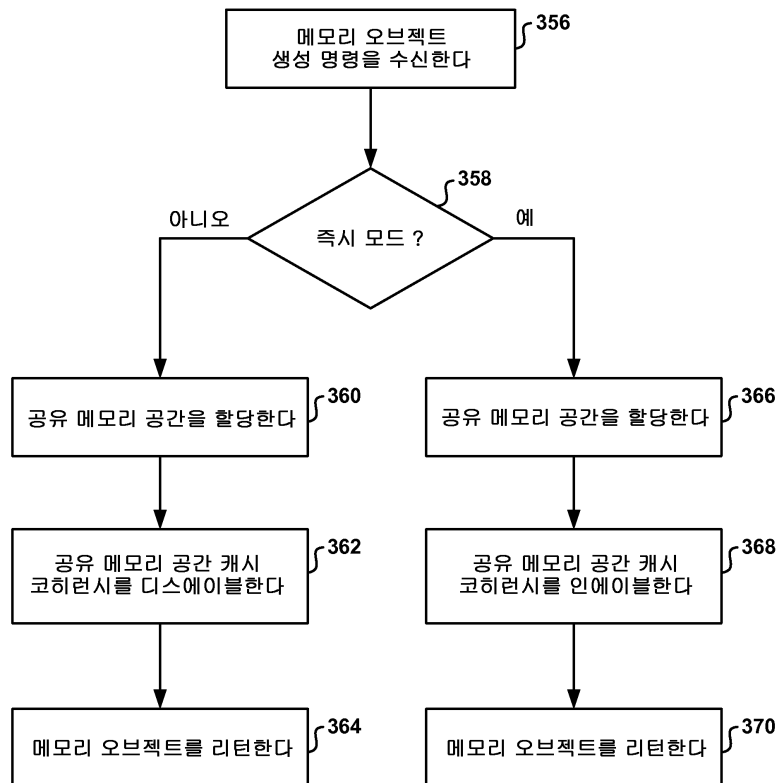 메모리 오브젝트
생성 명령을 수신한다
356
358
아니오
즉시 모드 ?
예
공유 메모리 공간을 할당한다
360
공유 메모리 공간을 할당한다
366
공유 메모리 공간 캐시
코히런시를 디스에이블한다
362
공유 메모리 공간 캐시
코히런시를 인에이블한다
368
메모리 오브젝트를 리턴한다
364
메모리 오브젝트를 리턴한다
370